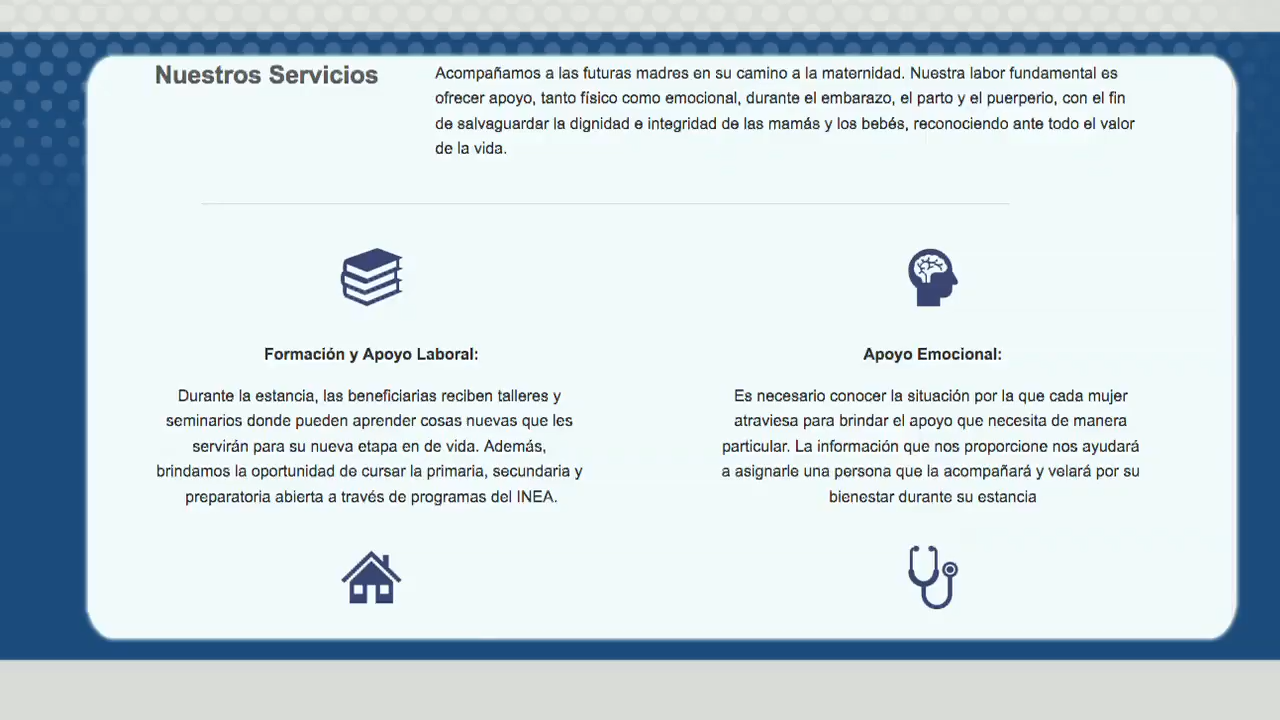 Nuestros Servicios
Acompañamos a las futuras madres en su camino a la maternidad. Nuestra labor fundamental es
ofrecer apoyo, tanto físico como emocional, durante el embarazo, el parto y el puerperio, con el fin
de salvaguardar la dignidad e integridad de las mamás y los bebés, reconociendo ante todo el valor
de la vida.
Formación y Apoyo Laboral:
Durante la estancia, las beneficiarias reciben talleres y
seminarios donde pueden aprender cosas nuevas que les
servirán para su nueva etapa en de vida. Además,
brindamos la oportunidad de cursar la primaria, secundaria y
preparatoria abierta a través de programas del INEA.
Apoyo Emocional:
Es necesario conocer la situación por la que cada mujer
atraviesa para brindar el apoyo que necesita de manera
particular. La información que nos proporcione nos ayudará
a asignarle una persona que la acompañará y velará por su
bienestar durante su estancia